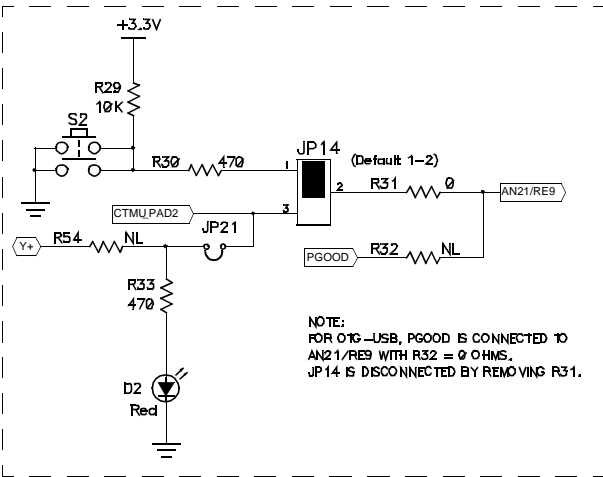 +3.3V
R29
10K
S2
R30 470
JP14
(Default 1-2)
1
2
3
R31 0
AN21/RE9
CTMU_PAD2
JP21
Y+
R54 NL
PGOOD
R32 NL
R33
470
NOTE:
FOR OTG-USB, PGOOD IS CONNECTED TO
AN21/RE9 WITH R32 = 0 OHMS.
JP14 IS DISCONNECTED BY REMOVING R31.
D2
Red